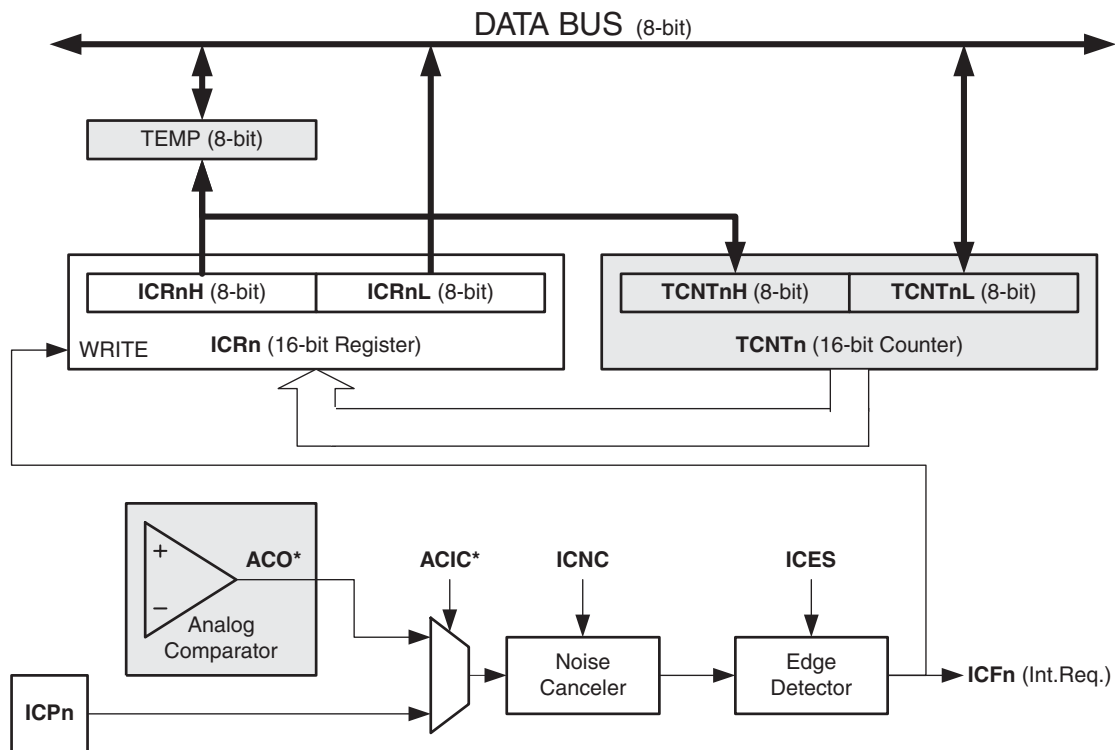 DATA BUS (8-bit)
TEMP (8-bit)
ICRnH (8-bit) ICRnL (8-bit) TCNTnH (8-bit) TCNTnL (8-bit)
WRITE ICRn (16-bit Register) TCNTn (16-bit Counter)
+ ACO* ACIC* ICNC ICES
−
Analog
Comparator
Noise
Canceler
Edge
Detector
ICFn (Int.Req.)
ICPn